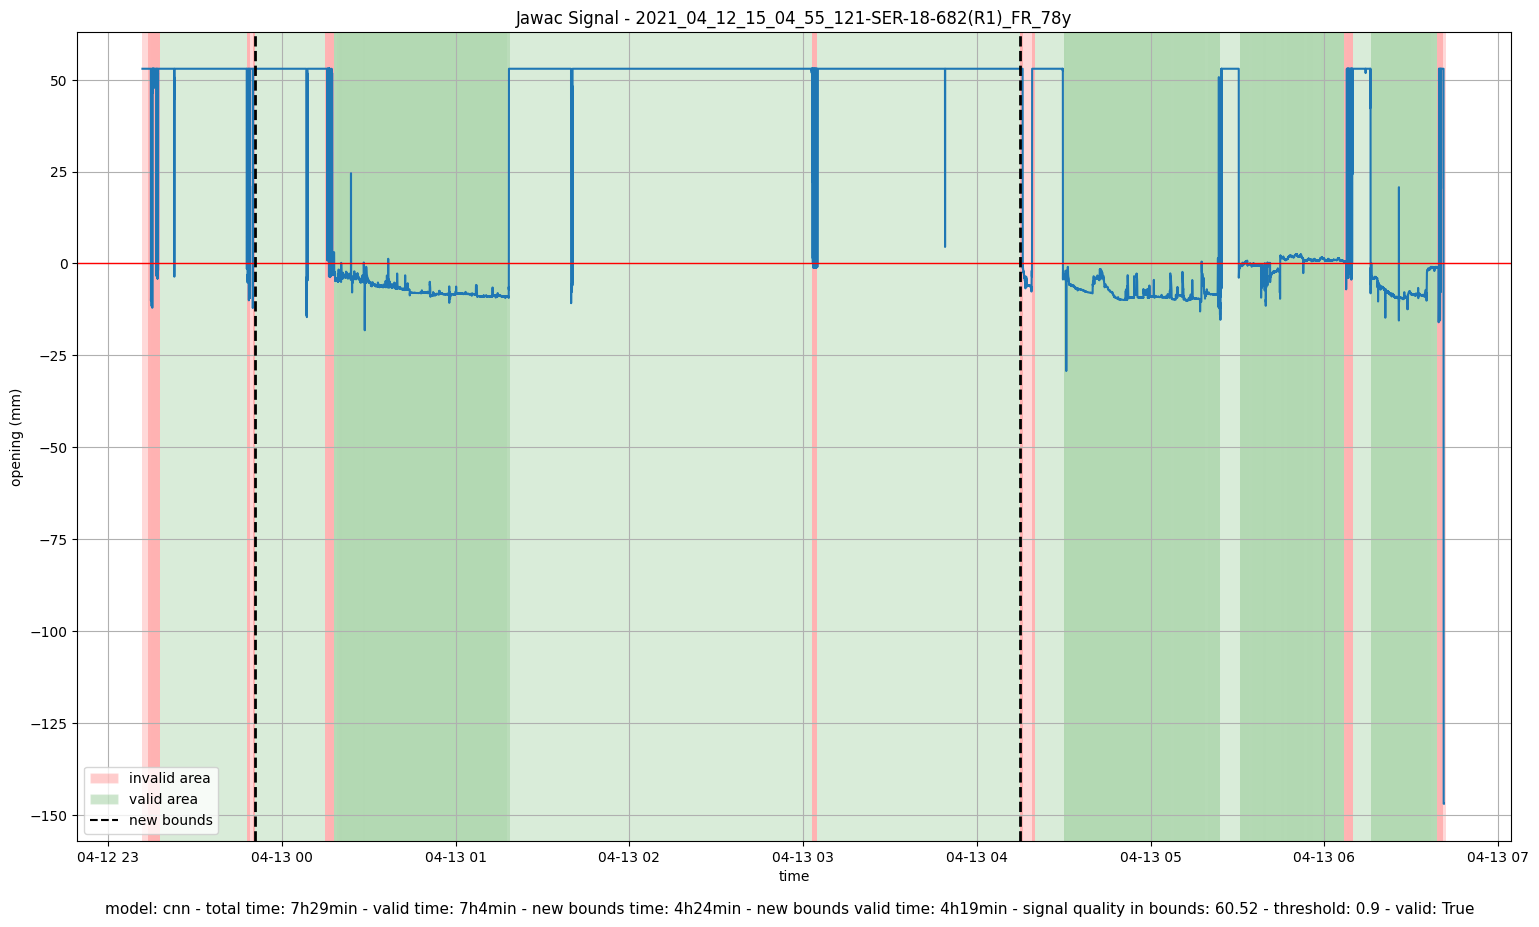 Jawac Signal - 2021_04_12_15_04_55_121-SER-18-682(R1)_FR_78y
opening (mm)
50
25
0
−25
−50
−75
−100
−125
−150
invalid area
valid area
new bounds
04-12 23 04-13 00 04-13 01 04-13 02 04-13 03 04-13 04 04-13 05 04-13 06 04-13 07
time
model: cnn - total time: 7h29min - valid time: 7h4min - new bounds time: 4h24min - new bounds valid time: 4h19min - signal quality in bounds: 60.52 - threshold: 0.9 - valid: True